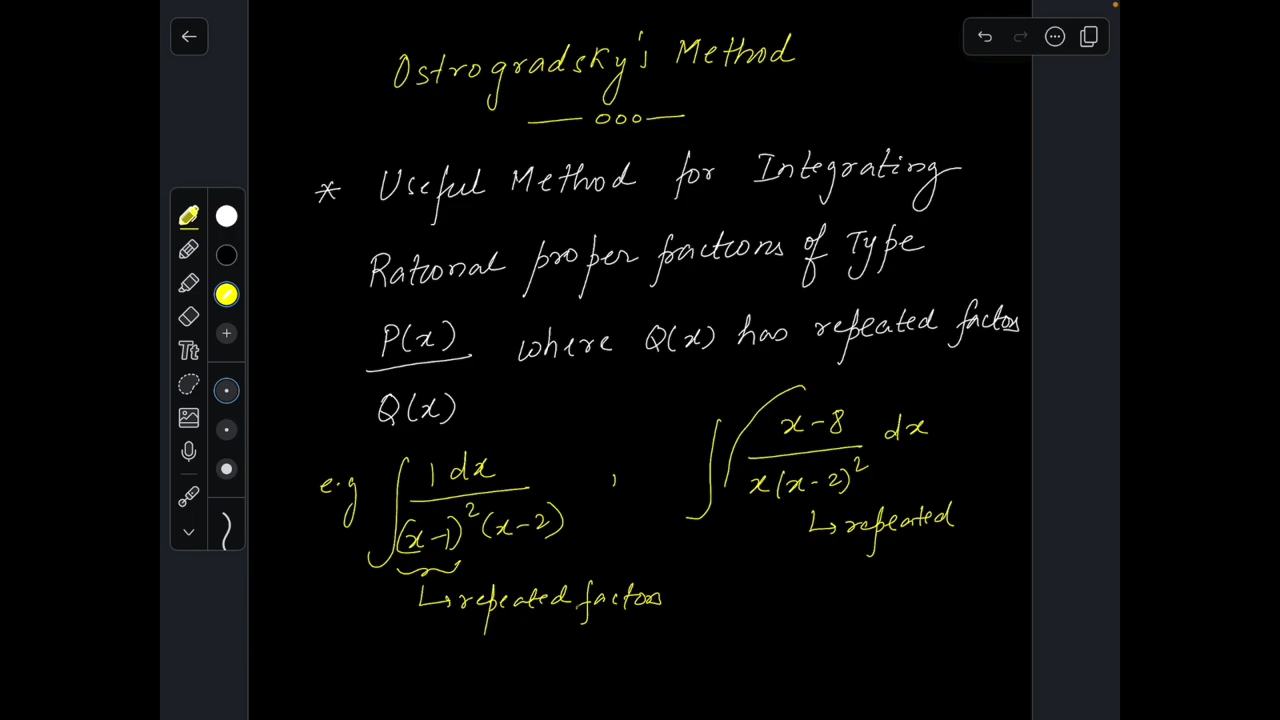 Ostrogradsky's Method
* Useful Method for Integrating
Rational proper fractions of Type
P(x)/Q(x) where Q(x) has repeated factors
e.g ∫ 1 dx/((x-1)²(x-2)) , ∫ (x-8)/(x(x-2)²) dx
↳ repeated
↳ repeated factors
Tt